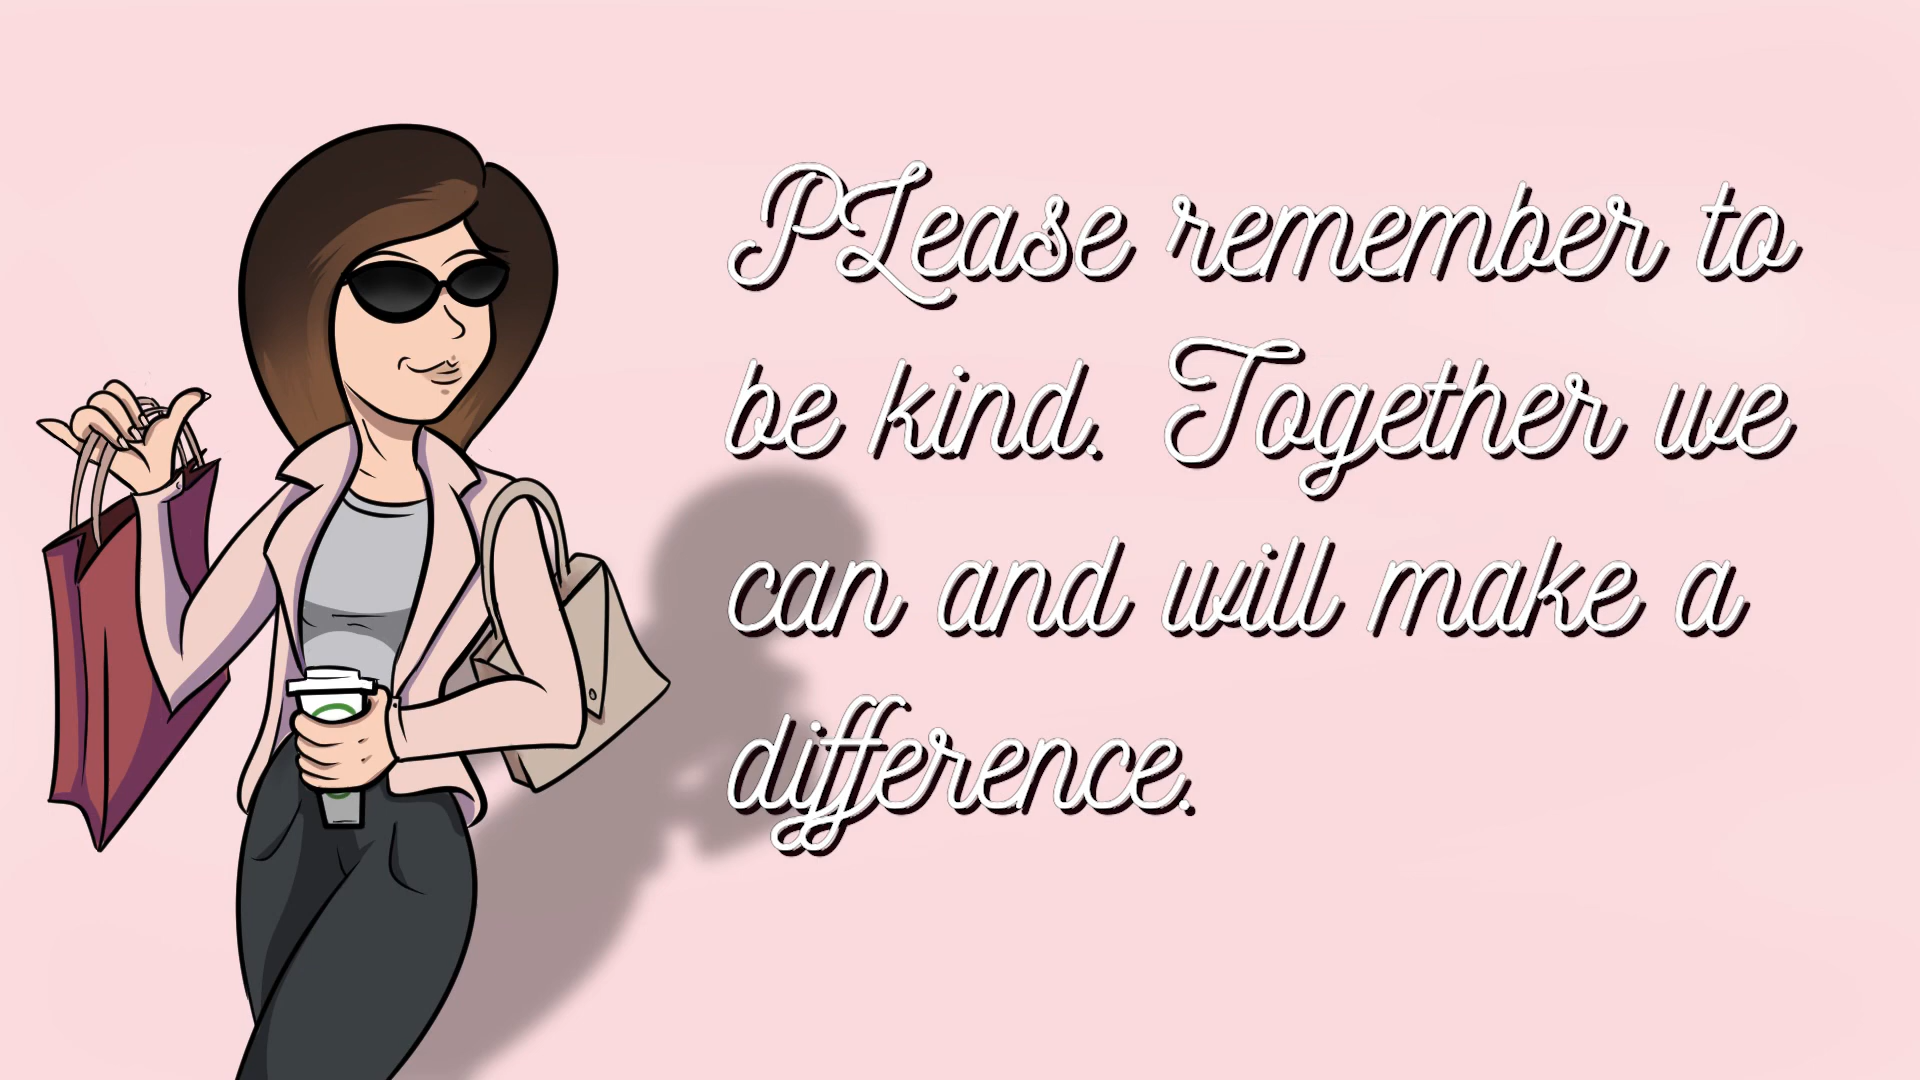 PLease remember to
be kind. Together we
can and will make a
difference.